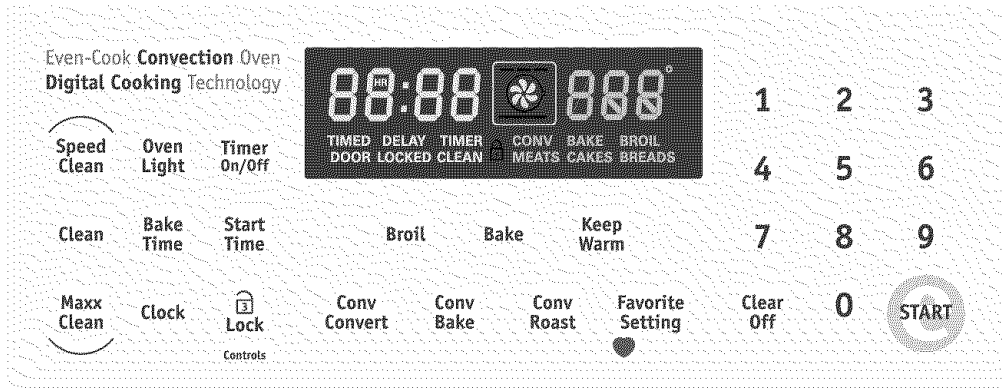 Even-Cook Convection Oven
Digital Cooking Technology
Speed
Clean
Oven
Light
Timer
On/Off
Clean
Bake
Time
Start
Time
Maxx
Clean
Clock
3
Lock
Controls
88:88 888°
HR
TIMED DELAY TIMER CONV BAKE BROIL
DOOR LOCKED CLEAN MEATS CAKES BREADS
Broil
Bake
Keep
Warm
Conv
Convert
Conv
Bake
Conv
Roast
Favorite
Setting
1 2 3
4 5 6
7 8 9
Clear
Off
0
START